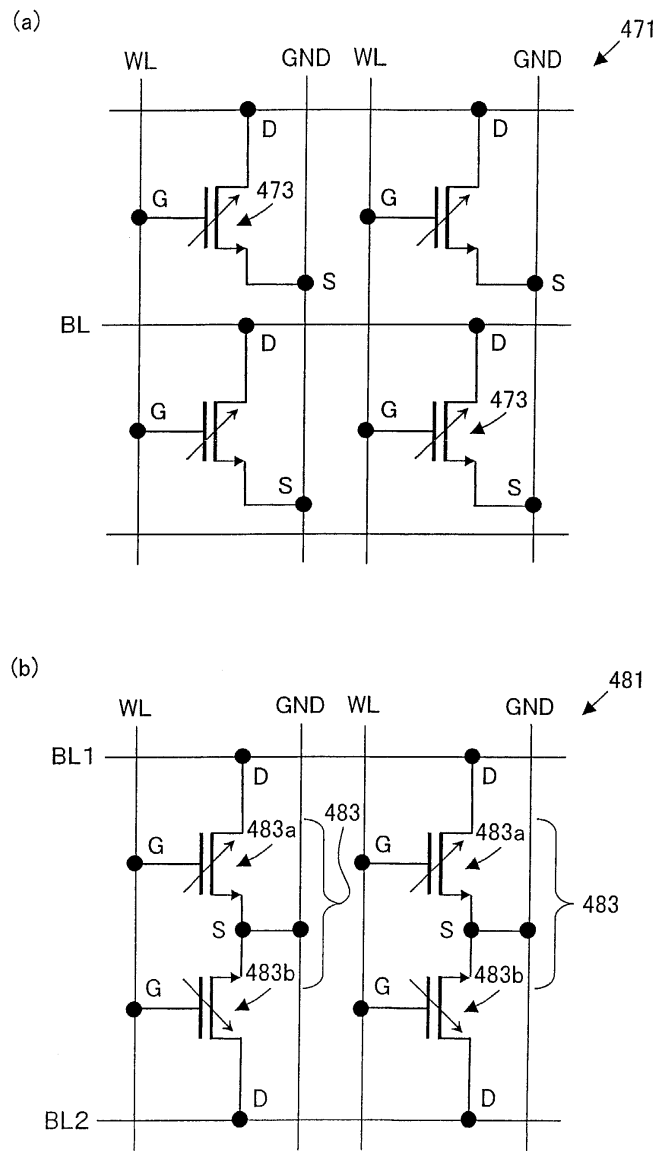 (a)
471
WL GND WL GND
D D
G 473 G
S S
BL
D D
G G 473
S S
(b)
481
WL GND WL GND
BL1
D D
483
G 483a G 483a
483
S S
G 483b G 483b
D D
BL2